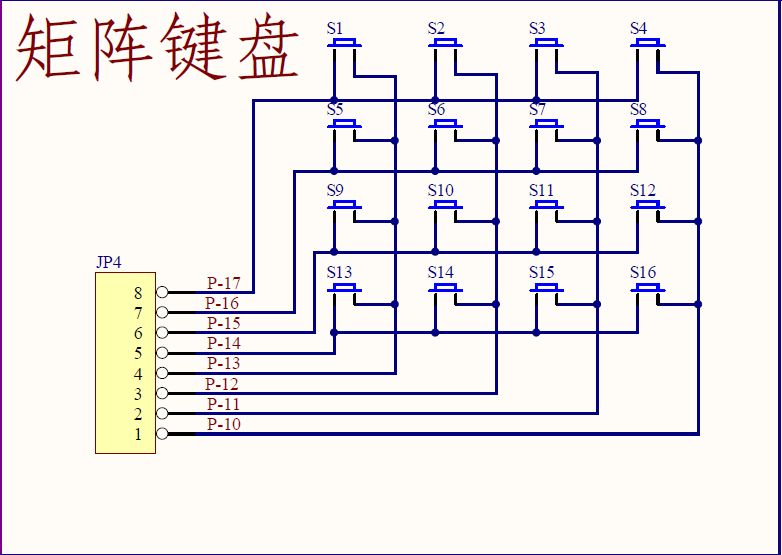 矩阵键盘
S1 S2 S3 S4
S5 S6 S7 S8
S9 S10 S11 S12
JP4
S13 S14 S15 S16
8 P-17
7 P-16
6 P-15
5 P-14
4 P-13
3 P-12
2 P-11
1 P-10